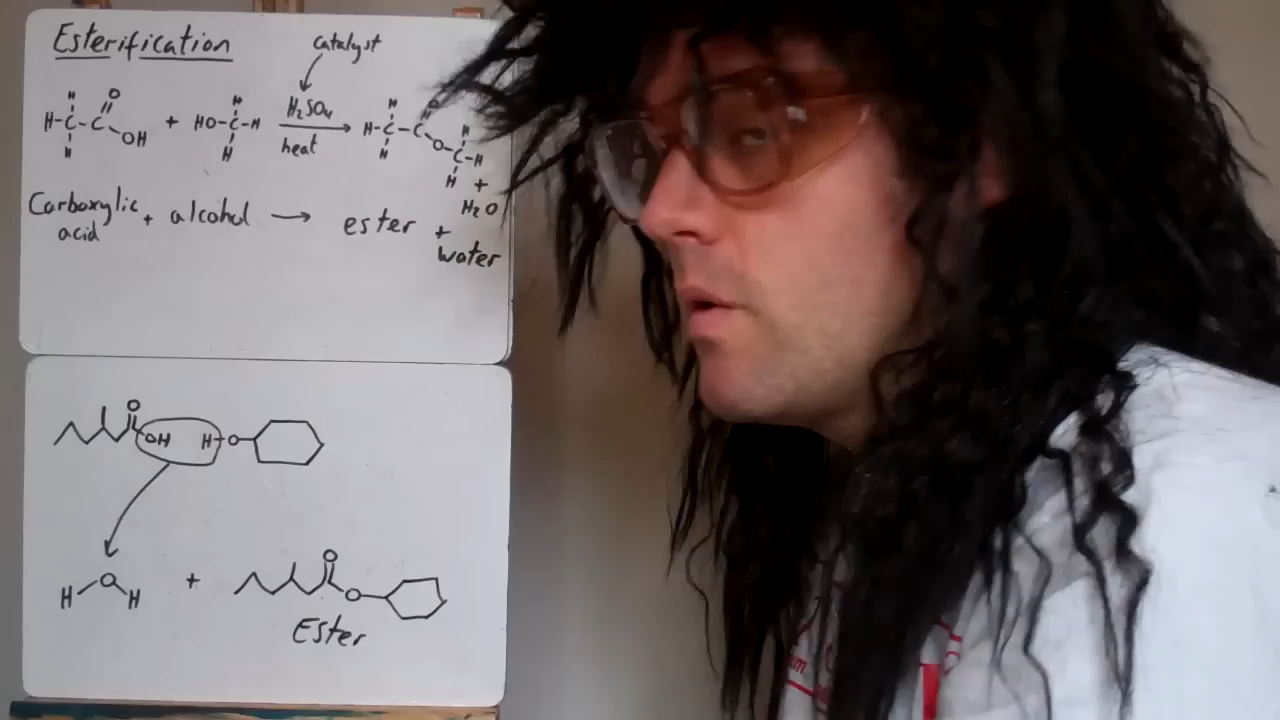 Esterification
catalyst
H O
H-C-C
OH
H
+ HO-C-H
H
H
H₂SO₄
heat
H
H-C-C
H
O
O
H
C-H
H
+
H₂O
Carboxylic acid + alcohol → ester + water
O
OH H-O
H O H + O
O
Ester